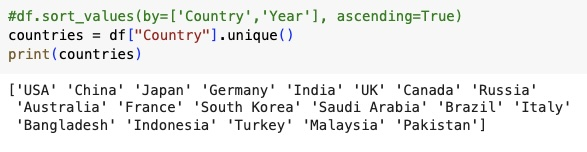 #df.sort_values(by=['Country','Year'], ascending=True)
countries = df["Country"].unique()
print(countries)
['USA' 'China' 'Japan' 'Germany' 'India' 'UK' 'Canada' 'Russia'
 'Australia' 'France' 'South Korea' 'Saudi Arabia' 'Brazil' 'Italy'
 'Bangladesh' 'Indonesia' 'Turkey' 'Malaysia' 'Pakistan']